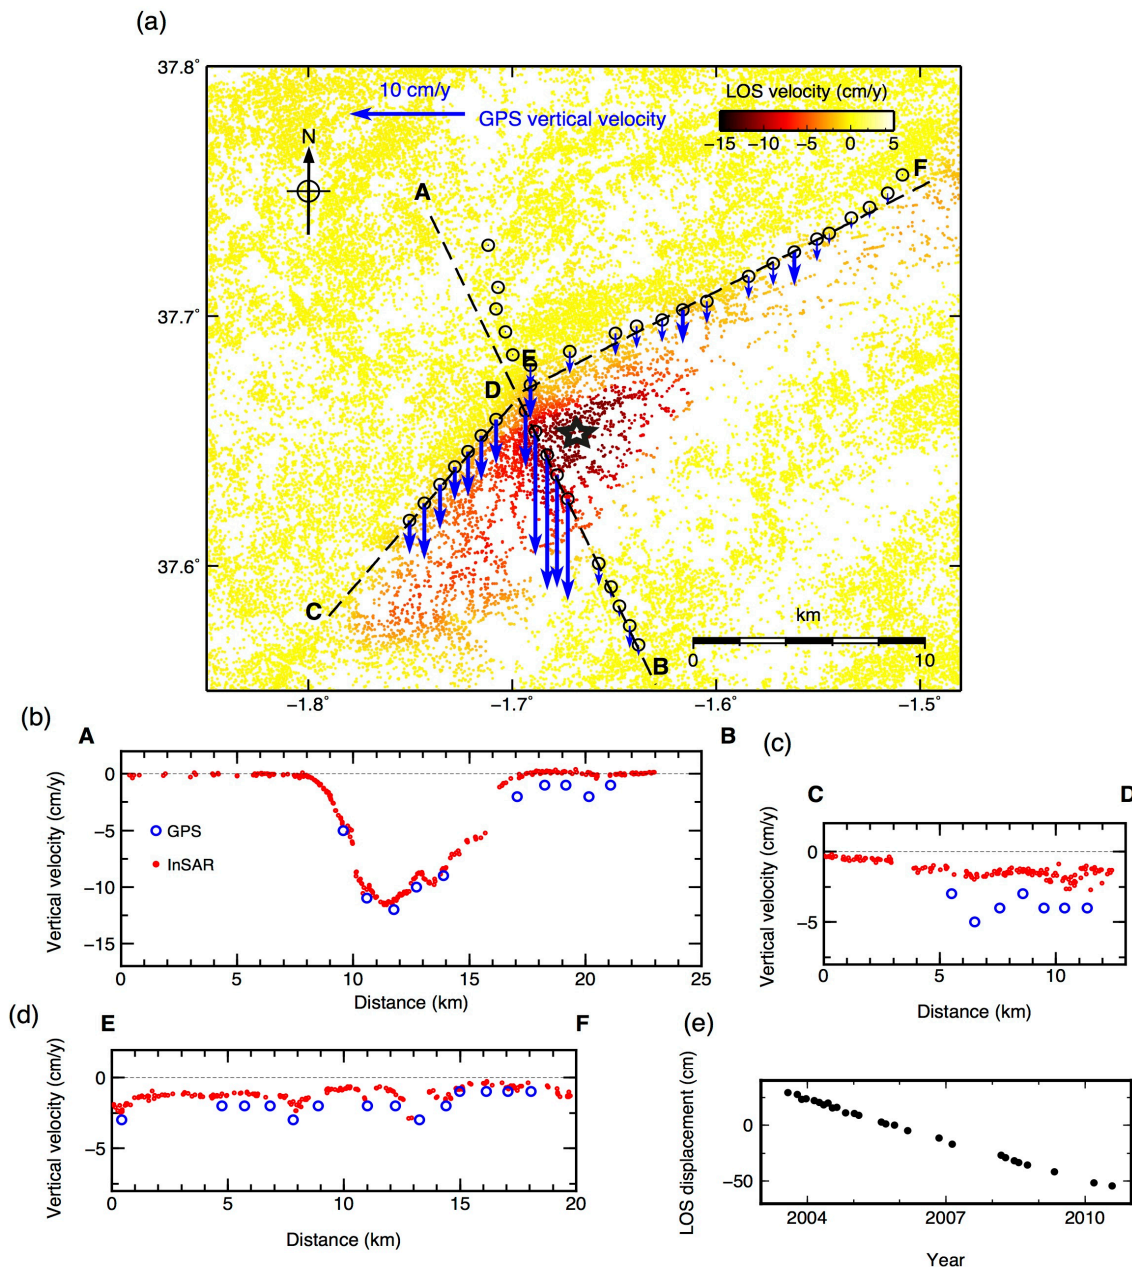 (a)
37.8°
10 cm/y
GPS vertical velocity
LOS velocity (cm/y)
−15 −10 −5 0 5
N
A
F
37.7°
E
D
37.6°
C
km
0 10
B
−1.8° −1.7° −1.6° −1.5°
(b)
A B
Vertical velocity (cm/y)
0
−5
−10
−15
GPS
InSAR
0 5 10 15 20 25
Distance (km)
(c)
C D
Vertical velocity (cm/y)
0
−5
0 5 10
Distance (km)
(d)
E F
Vertical velocity (cm/y)
0
−5
0 5 10 15 20
Distance (km)
(e)
LOS displacement (cm)
0
−50
2004 2007 2010
Year